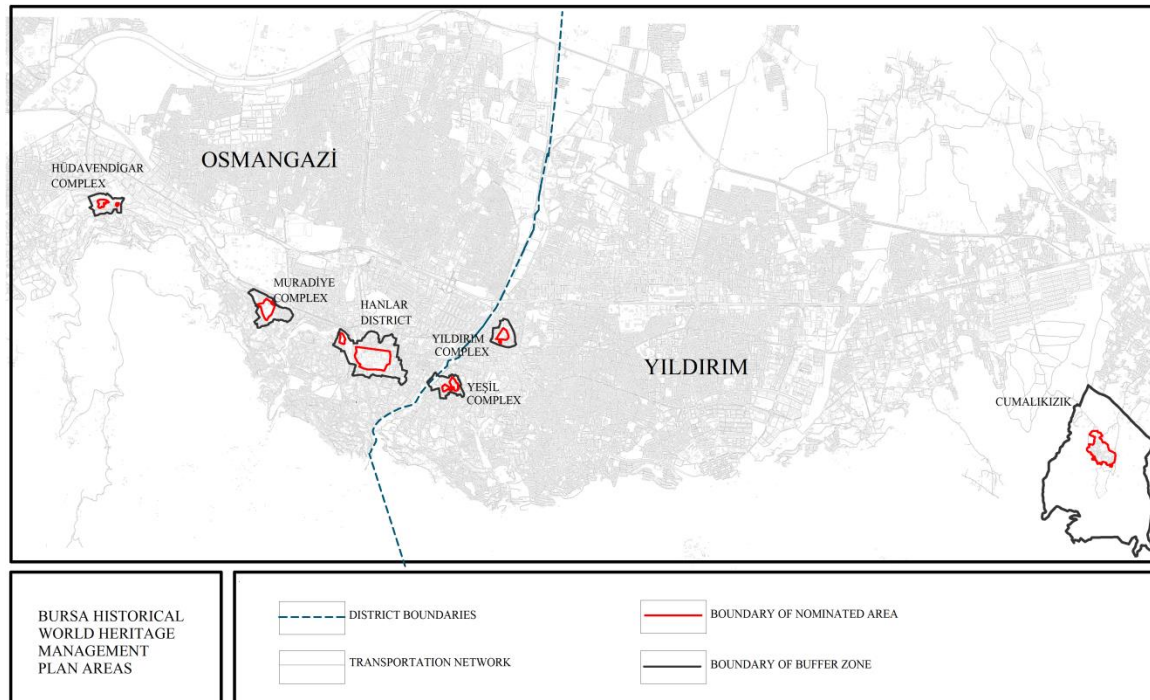 OSMANGAZİ
HÜDAVENDİGAR
COMPLEX
MURADİYE
COMPLEX
HANLAR
DISTRICT
YILDIRIM
COMPLEX
YEŞİL
COMPLEX
YILDIRIM
CUMALIKIZIK
BURSA HISTORICAL
WORLD HERITAGE
MANAGEMENT
PLAN AREAS
DISTRICT BOUNDARIES
TRANSPORTATION NETWORK
BOUNDARY OF NOMINATED AREA
BOUNDARY OF BUFFER ZONE